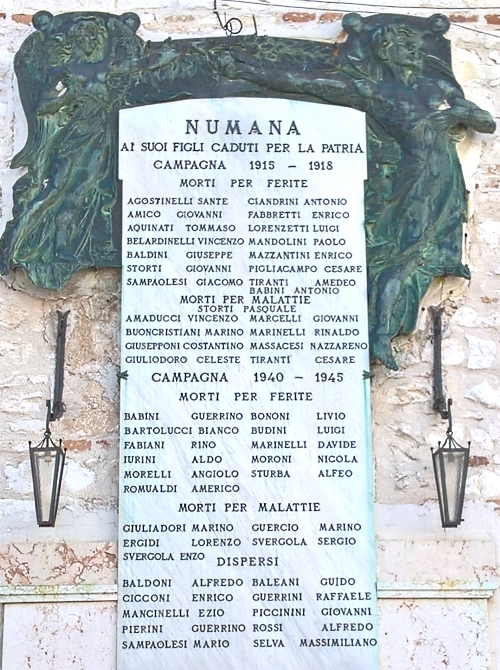 NUMANA
AI SUOI FIGLI CADUTI PER LA PATRIA
CAMPAGNA 1915 – 1918
MORTI PER FERITE
AGOSTINELLI SANTE CIANDRINI ANTONIO
AMICO GIOVANNI FABBRETTI ENRICO
AQUINATI TOMMASO LORENZETTI LUIGI
BELARDINELLI VINCENZO MANDOLINI PAOLO
BALDINI GIUSEPPE MAZZANTINI ENRICO
STORTI GIOVANNI PIGLIACAMPO CESARE
SAMPAOLESI GIACOMO TIRANTI AMEDEO
BABINI ANTONIO
MORTI PER MALATTIE
STORTI PASQUALE
AMADUCCI VINCENZO MARCELLI GIOVANNI
BUONCRISTIANI MARINO MARINELLI RINALDO
GIUSEPPONI COSTANTINO MASSACESI NAZZARENO
GIULIODORO CELESTE TIRANTI CESARE
CAMPAGNA 1940 – 1945
MORTI PER FERITE
BABINI GUERRINO BONONI LIVIO
BARTOLUCCI BIANCO BUDINI LUIGI
FABIANI RINO MARINELLI DAVIDE
IURINI ALDO MORONI NICOLA
MORELLI ANGIOLO STURBA ALFEO
ROMUALDI AMERICO
MORTI PER MALATTIE
GIULIADORI MARINO GUERCIO MARINO
ERGIDI LORENZO SVERGOLA SERGIO
SVERGOLA ENZO
DISPERSI
BALDONI ALFREDO BALEANI GUIDO
CICCONI ENRICO GUERRINI RAFFAELE
MANCINELLI EZIO PICCININI GIOVANNI
PIERINI GUERRINO ROSSI ALFREDO
SAMPAOLESI MARIO SELVA MASSIMILIANO